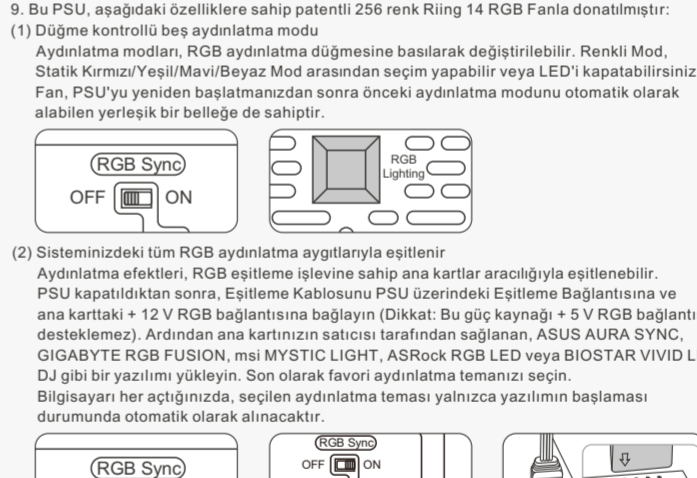 9. Bu PSU, aşağıdaki özelliklere sahip patentli 256 renk Riing 14 RGB Fanla donatılmıştır:
(1) Düğme kontrollü beş aydınlatma modu
Aydınlatma modları, RGB aydınlatma düğmesine basılarak değiştirilebilir. Renkli Mod,
Statik Kırmızı/Yeşil/Mavi/Beyaz Mod arasından seçim yapabilir veya LED'i kapatabilirsiniz
Fan, PSU'yu yeniden başlatmanızdan sonra önceki aydınlatma modunu otomatik olarak
alabilen yerleşik bir belleğe de sahiptir.
RGB Sync
OFF ON
RGB
Lighting
(2) Sisteminizdeki tüm RGB aydınlatma aygıtlarıyla eşitlenir
Aydınlatma efektleri, RGB eşitleme işlevine sahip ana kartlar aracılığıyla eşitlenebilir.
PSU kapatıldıktan sonra, Eşitleme Kablosunu PSU üzerindeki Eşitleme Bağlantısına ve
ana karttaki + 12 V RGB bağlantısına bağlayın (Dikkat: Bu güç kaynağı + 5 V RGB bağlantı
desteklemez). Ardından ana kartınızın satıcısı tarafından sağlanan, ASUS AURA SYNC,
GIGABYTE RGB FUSION, msi MYSTIC LIGHT, ASRock RGB LED veya BIOSTAR VIVID L
DJ gibi bir yazılımı yükleyin. Son olarak favori aydınlatma temanızı seçin.
Bilgisayarı her açtığınızda, seçilen aydınlatma teması yalnızca yazılımın başlaması
durumunda otomatik olarak alınacaktır.
RGB Sync
RGB Sync
OFF ON